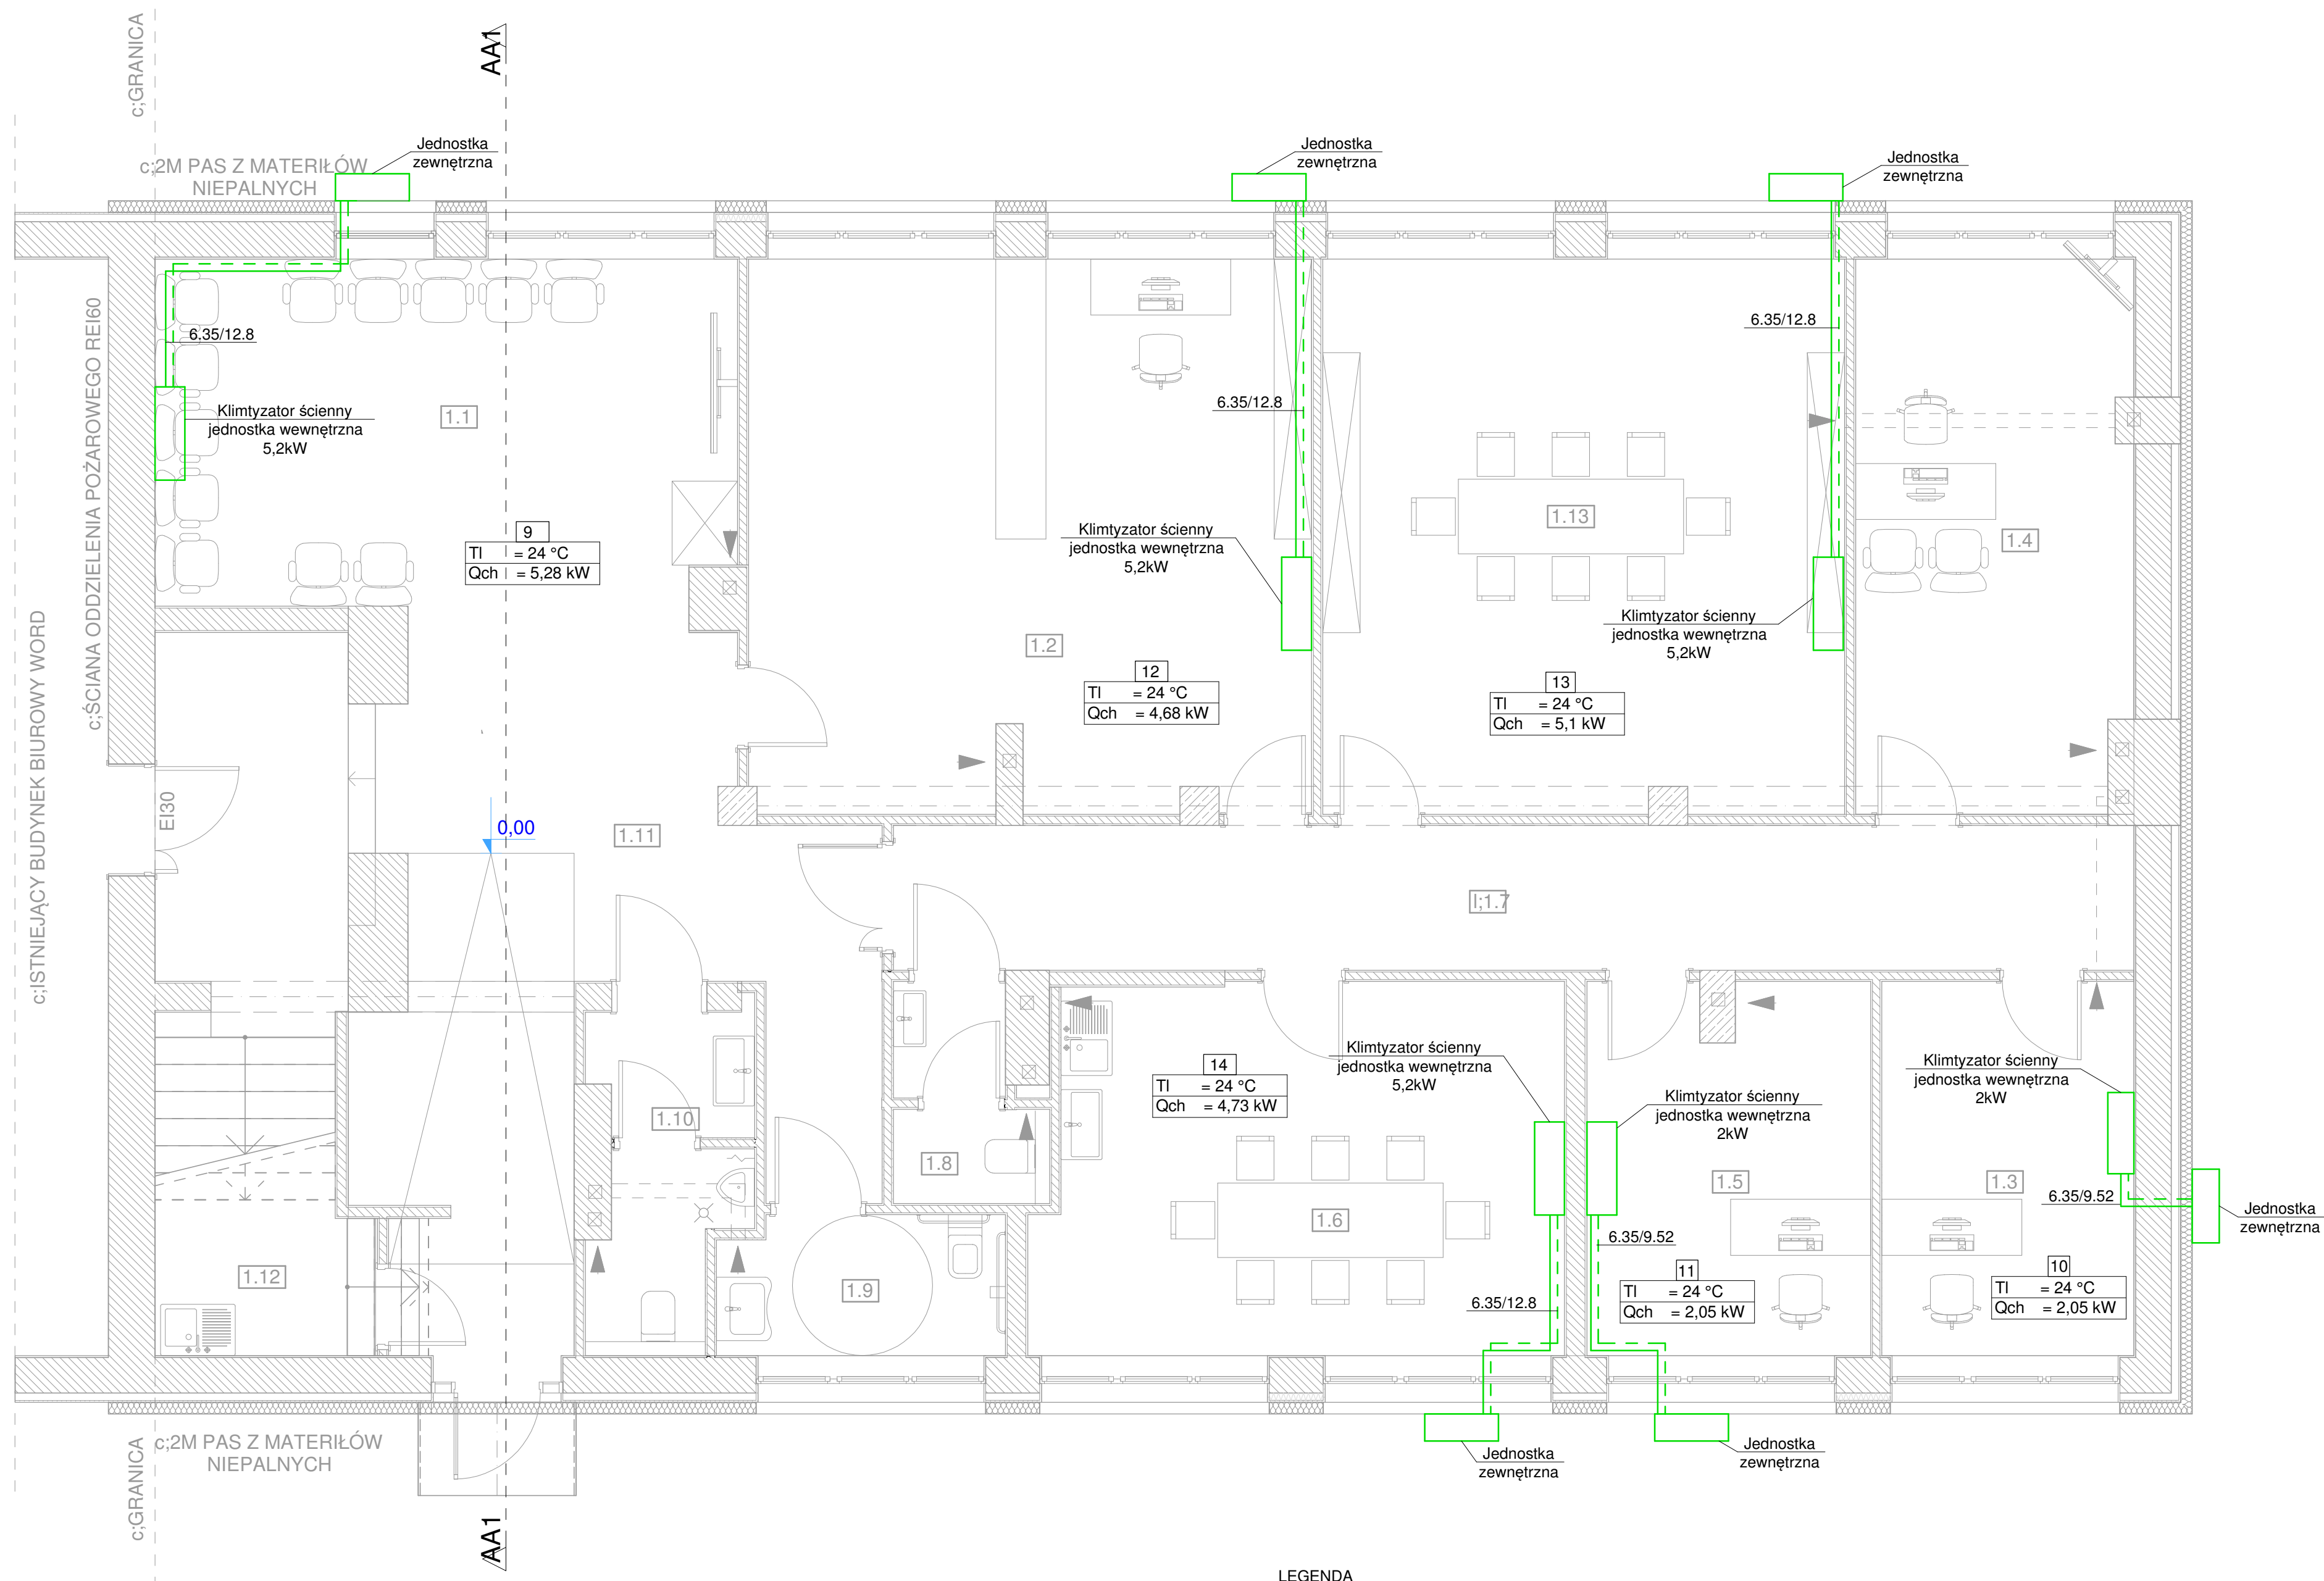 c;GRANICA
AA1
c;2M PAS Z MATERIŁÓW
NIEPALNYCH
Jednostka
zewnętrzna
Jednostka
zewnętrzna
Jednostka
zewnętrzna
c;ISTNIEJĄCY BUDYNEK BIUROWY WORD
c;ŚCIANA ODDZIELENIA POŻAROWEGO REI60
6.35/12.8
Klimtyzator ścienny
jednostka wewnętrzna
5,2kW
1.1
9
TI = 24 °C
Qch = 5,28 kW
6.35/12.8
Klimtyzator ścienny
jednostka wewnętrzna
5,2kW
1.2
12
TI = 24 °C
Qch = 4,68 kW
6.35/12.8
1.13
Klimtyzator ścienny
jednostka wewnętrzna
5,2kW
13
TI = 24 °C
Qch = 5,1 kW
1.4
EI30
0,00
1.11
I;1.7
1.10
1.8
14
TI = 24 °C
Qch = 4,73 kW
Klimtyzator ścienny
jednostka wewnętrzna
5,2kW
1.6
6.35/12.8
Klimtyzator ścienny
jednostka wewnętrzna
2kW
1.5
6.35/9.52
11
TI = 24 °C
Qch = 2,05 kW
Klimtyzator ścienny
jednostka wewnętrzna
2kW
1.3
6.35/9.52
10
TI = 24 °C
Qch = 2,05 kW
Jednostka
zewnętrzna
1.12
1.9
c;2M PAS Z MATERIŁÓW
NIEPALNYCH
c;GRANICA
AA1
Jednostka
zewnętrzna
Jednostka
zewnętrzna
LEGENDA